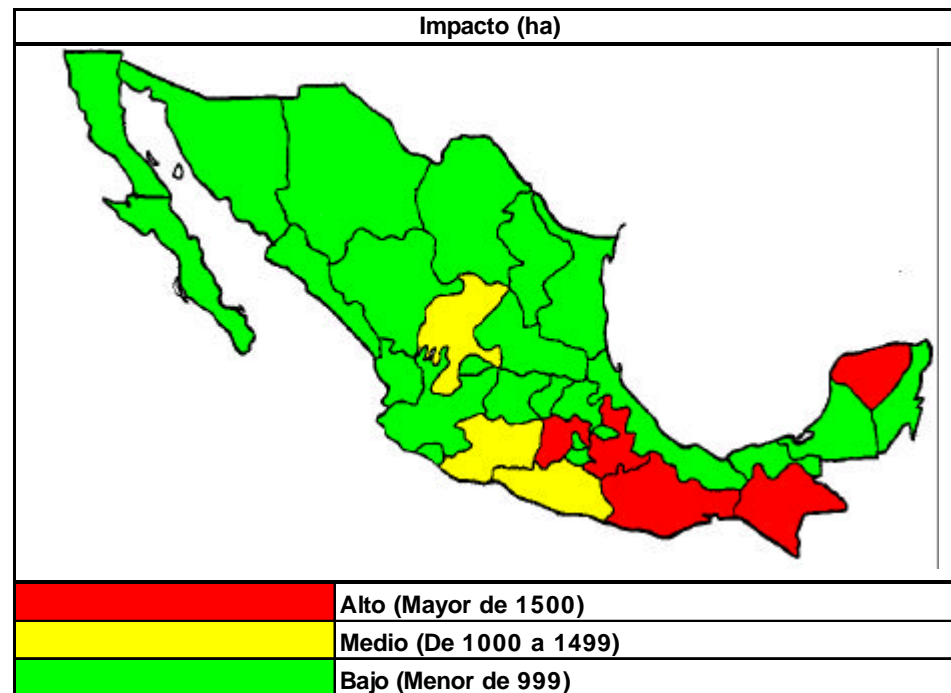 Impacto (ha)
Alto (Mayor de 1500)
Medio (De 1000 a 1499)
Bajo (Menor de 999)